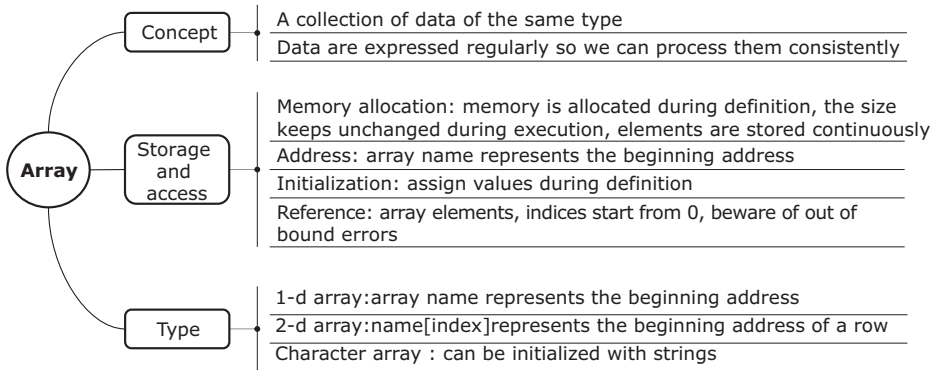 Array
Concept
A collection of data of the same type
Data are expressed regularly so we can process them consistently
Storage
and
access
Memory allocation: memory is allocated during definition, the size
keeps unchanged during execution, elements are stored continuously
Address: array name represents the beginning address
Initialization: assign values during definition
Reference: array elements, indices start from 0, beware of out of
bound errors
Type
1-d array:array name represents the beginning address
2-d array:name[index]represents the beginning address of a row
Character array : can be initialized with strings